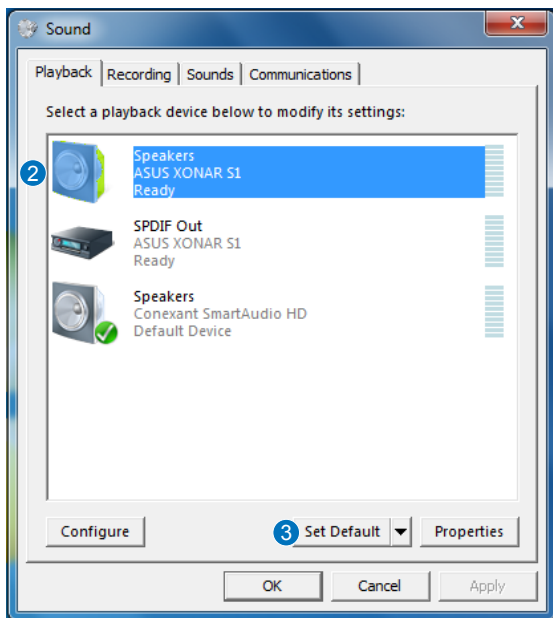 Sound
Playback Recording Sounds Communications
Select a playback device below to modify its settings:
2
Speakers
ASUS XONAR S1
Ready
SPDIF Out
ASUS XONAR S1
Ready
Speakers
Conexant SmartAudio HD
Default Device
Configure 3 Set Default Properties
OK Cancel Apply